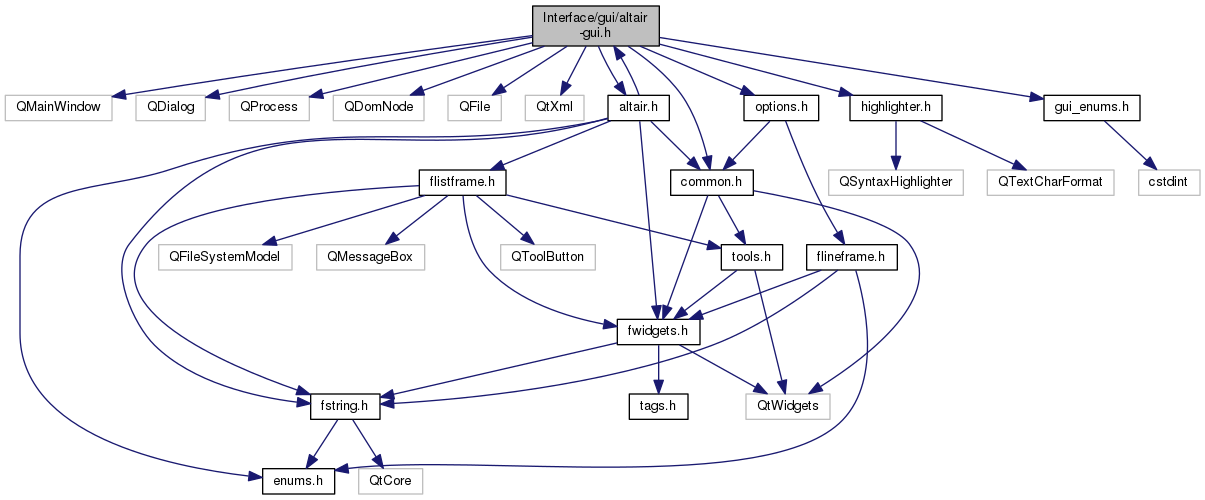 Interface/gui/altair
-gui.h
QMainWindow
QDialog
QProcess
QDomNode
QFile
QtXml
altair.h
options.h
highlighter.h
gui_enums.h
flistframe.h
common.h
QSyntaxHighlighter
QTextCharFormat
cstdint
QFileSystemModel
QMessageBox
QToolButton
tools.h
flineframe.h
fwidgets.h
fstring.h
tags.h
QtWidgets
enums.h
QtCore